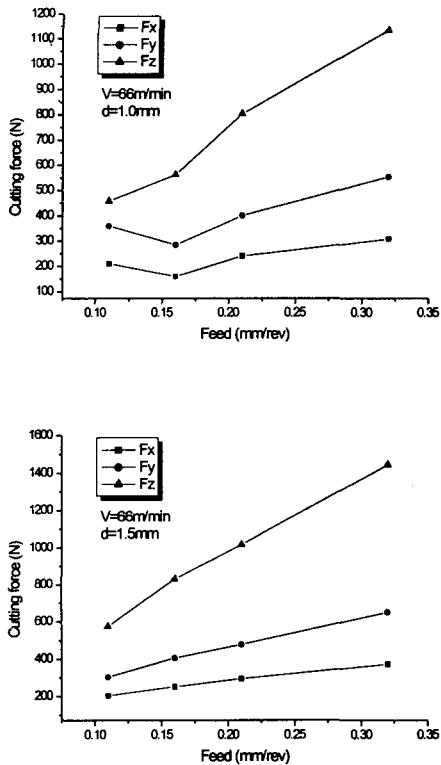 1200
1100
1000
900
800
700
600
500
400
300
200
100
Cutting force (N)
Fx
Fy
Fz
V=66m/min
d=1.0mm
0.10 0.15 0.20 0.25 0.30 0.35
Feed (mm/rev)
1600
1400
1200
1000
800
600
400
200
Cutting force (N)
Fx
Fy
Fz
V=66m/min
d=1.5mm
0.10 0.15 0.20 0.25 0.30 0.35
Feed (mm/rev)